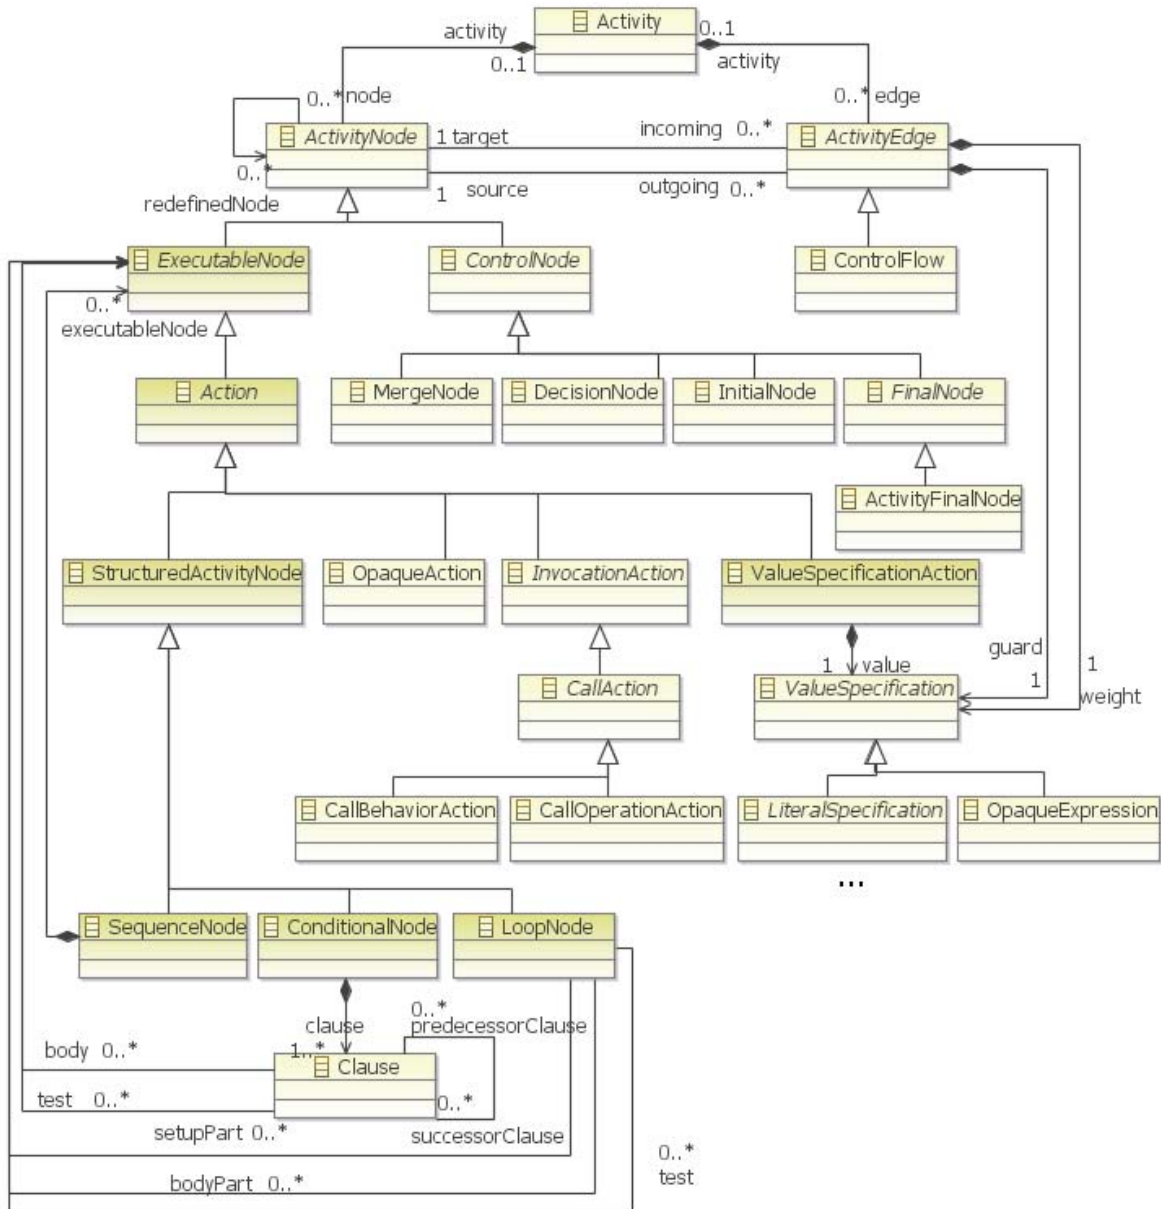 Activity
activity
0..1
0..1
activity
0..* node
0..* edge
ActivityNode
1 target
incoming 0..*
ActivityEdge
0..*
1 source
outgoing 0..*
redefinedNode
ExecutableNode
ControlNode
ControlFlow
0..*
executableNode
Action
MergeNode
DecisionNode
InitialNode
FinalNode
ActivityFinalNode
StructuredActivityNode
OpaqueAction
InvocationAction
ValueSpecificationAction
guard
1 value
1
1
weight
CallAction
ValueSpecification
CallBehaviorAction
CallOperationAction
LiteralSpecification
OpaqueExpression
...
SequenceNode
ConditionalNode
LoopNode
0..*
clause
predecessorClause
body 0..*
1..*
Clause
test 0..*
0..*
setupPart 0..*
successorClause
0..*
test
bodyPart 0..*